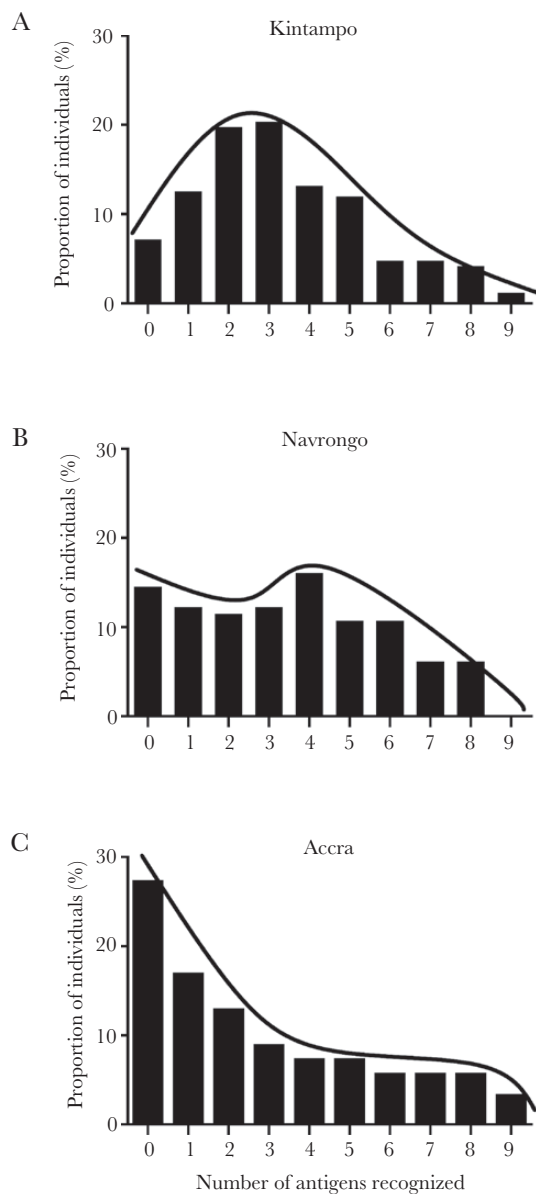 A
Kintampo
Proportion of individuals (%)
30
20
10
0
0 1 2 3 4 5 6 7 8 9
B
Navrongo
Proportion of individuals (%)
30
20
10
0
0 1 2 3 4 5 6 7 8 9
C
Accra
Proportion of individuals (%)
30
20
10
0
0 1 2 3 4 5 6 7 8 9
Number of antigens recognized